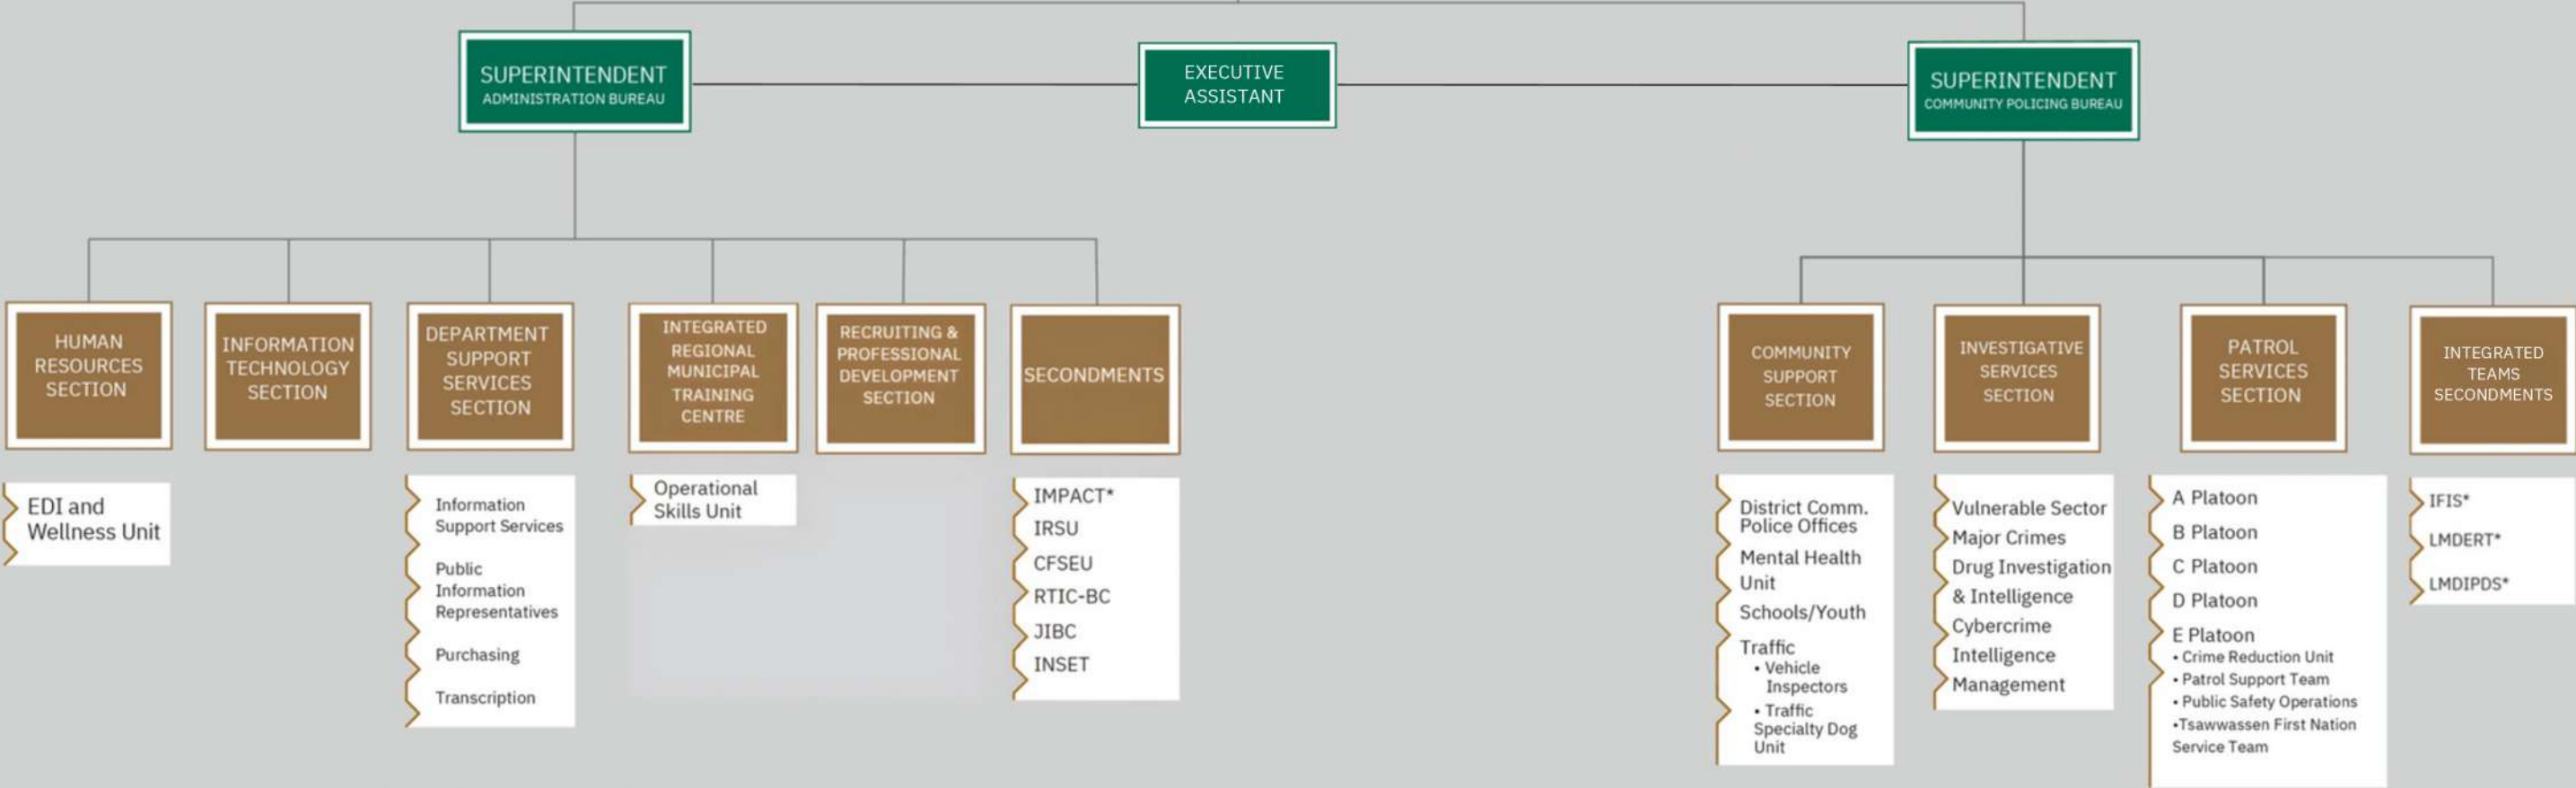 SUPERINTENDENT
ADMINISTRATION BUREAU
EXECUTIVE
ASSISTANT
SUPERINTENDENT
COMMUNITY POLICING BUREAU
HUMAN
RESOURCES
SECTION
INFORMATION
TECHNOLOGY
SECTION
DEPARTMENT
SUPPORT
SERVICES
SECTION
INTEGRATED
REGIONAL
MUNICIPAL
TRAINING
CENTRE
RECRUITING &
PROFESSIONAL
DEVELOPMENT
SECTION
SECONDMENTS
COMMUNITY
SUPPORT
SECTION
INVESTIGATIVE
SERVICES
SECTION
PATROL
SERVICES
SECTION
INTEGRATED
TEAMS
SECONDMENTS
EDI and
Wellness Unit
Information
Support Services
Public
Information
Representatives
Purchasing
Transcription
Operational
Skills Unit
IMPACT*
IRSU
CFSEU
RTIC-BC
JIBC
INSET
District Comm.
Police Offices
Mental Health
Unit
Schools/Youth
Traffic
• Vehicle
Inspectors
• Traffic
Specialty Dog
Unit
Vulnerable Sector
Major Crimes
Drug Investigation
& Intelligence
Cybercrime
Intelligence
Management
A Platoon
B Platoon
C Platoon
D Platoon
E Platoon
• Crime Reduction Unit
• Patrol Support Team
• Public Safety Operations
•Tsawwassen First Nation
Service Team
IFIS*
LMDERT*
LMDIPDS*